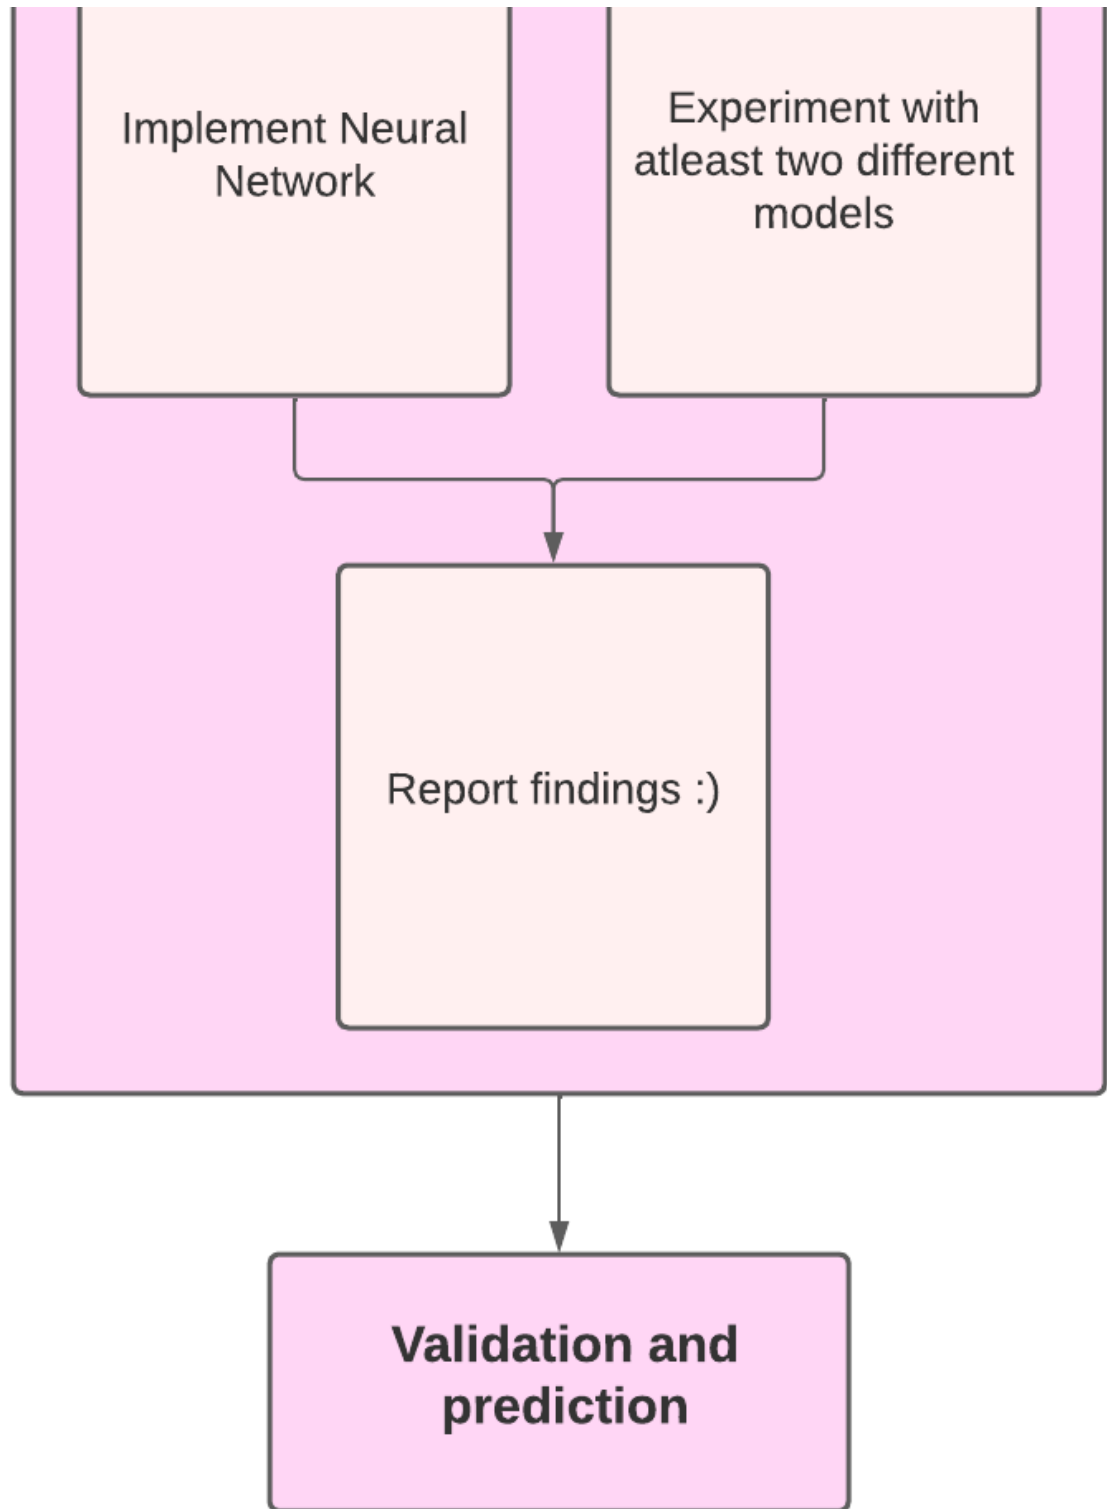 Implement Neural
Network
Experiment with
atleast two different
models
Report findings :)
Validation and
prediction